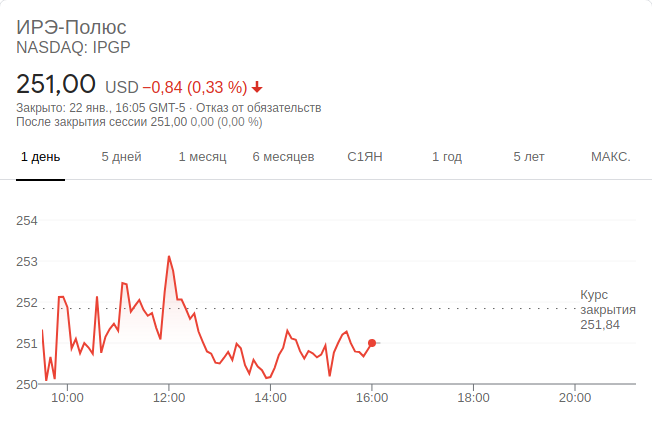 ИРЭ-Полюс
NASDAQ: IPGP
251,00 USD −0,84 (0,33 %)
Закрыто: 22 янв., 16:05 GMT-5 · Отказ от обязательств
После закрытия сессии 251,00 0,00 (0,00 %)
1 день 5 дней 1 месяц 6 месяцев С1ЯН 1 год 5 лет МАКС.
254
253
252
251
250
Курс
закрытия
251,84
10:00 12:00 14:00 16:00 18:00 20:00